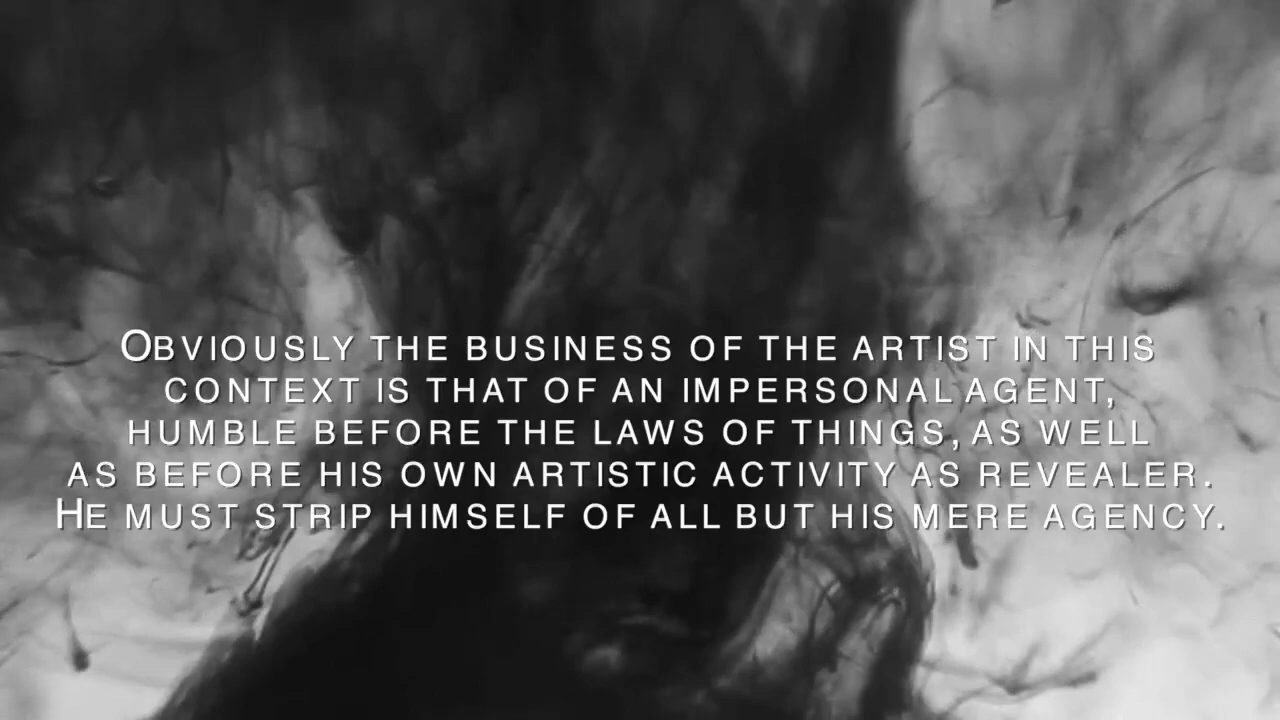 OBVIOUSLY THE BUSINESS OF THE ARTIST IN THIS
CONTEXT IS THAT OF AN IMPERSONAL AGENT,
HUMBLE BEFORE THE LAWS OF THINGS, AS WELL
AS BEFORE HIS OWN ARTISTIC ACTIVITY AS REVEALER.
HE MUST STRIP HIMSELF OF ALL BUT HIS MERE AGENCY.